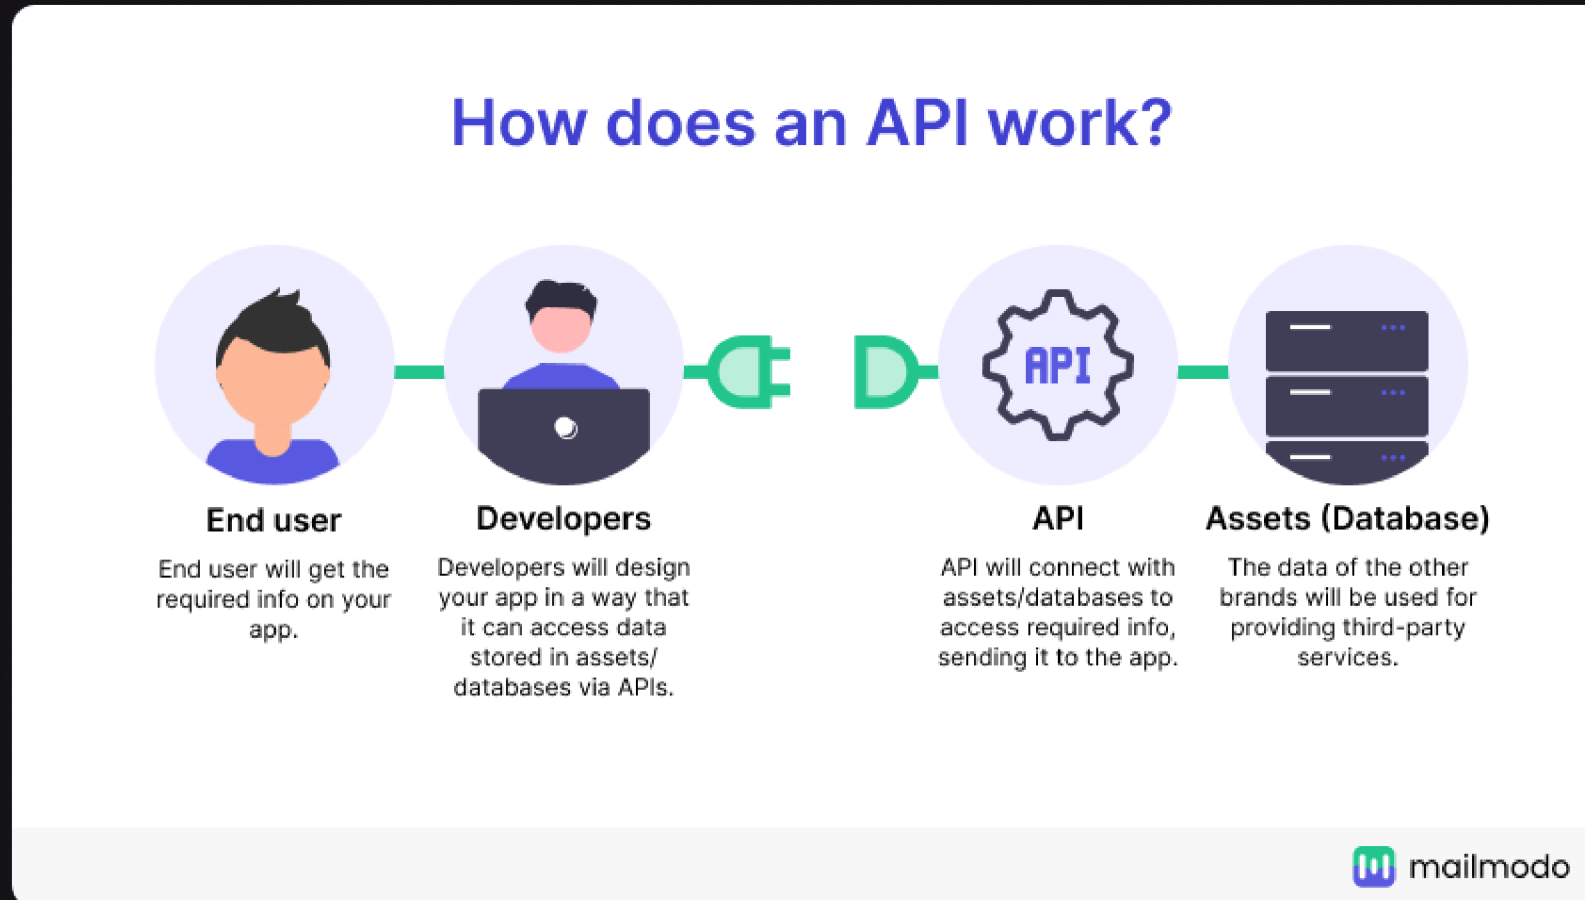 How does an API work?
API
End user
End user will get the
required info on your
app.
Developers
Developers will design
your app in a way that
it can access data
stored in assets/
databases via APIs.
API
API will connect with
assets/databases to
access required info,
sending it to the app.
Assets (Database)
The data of the other
brands will be used for
providing third-party
services.
mailmodo